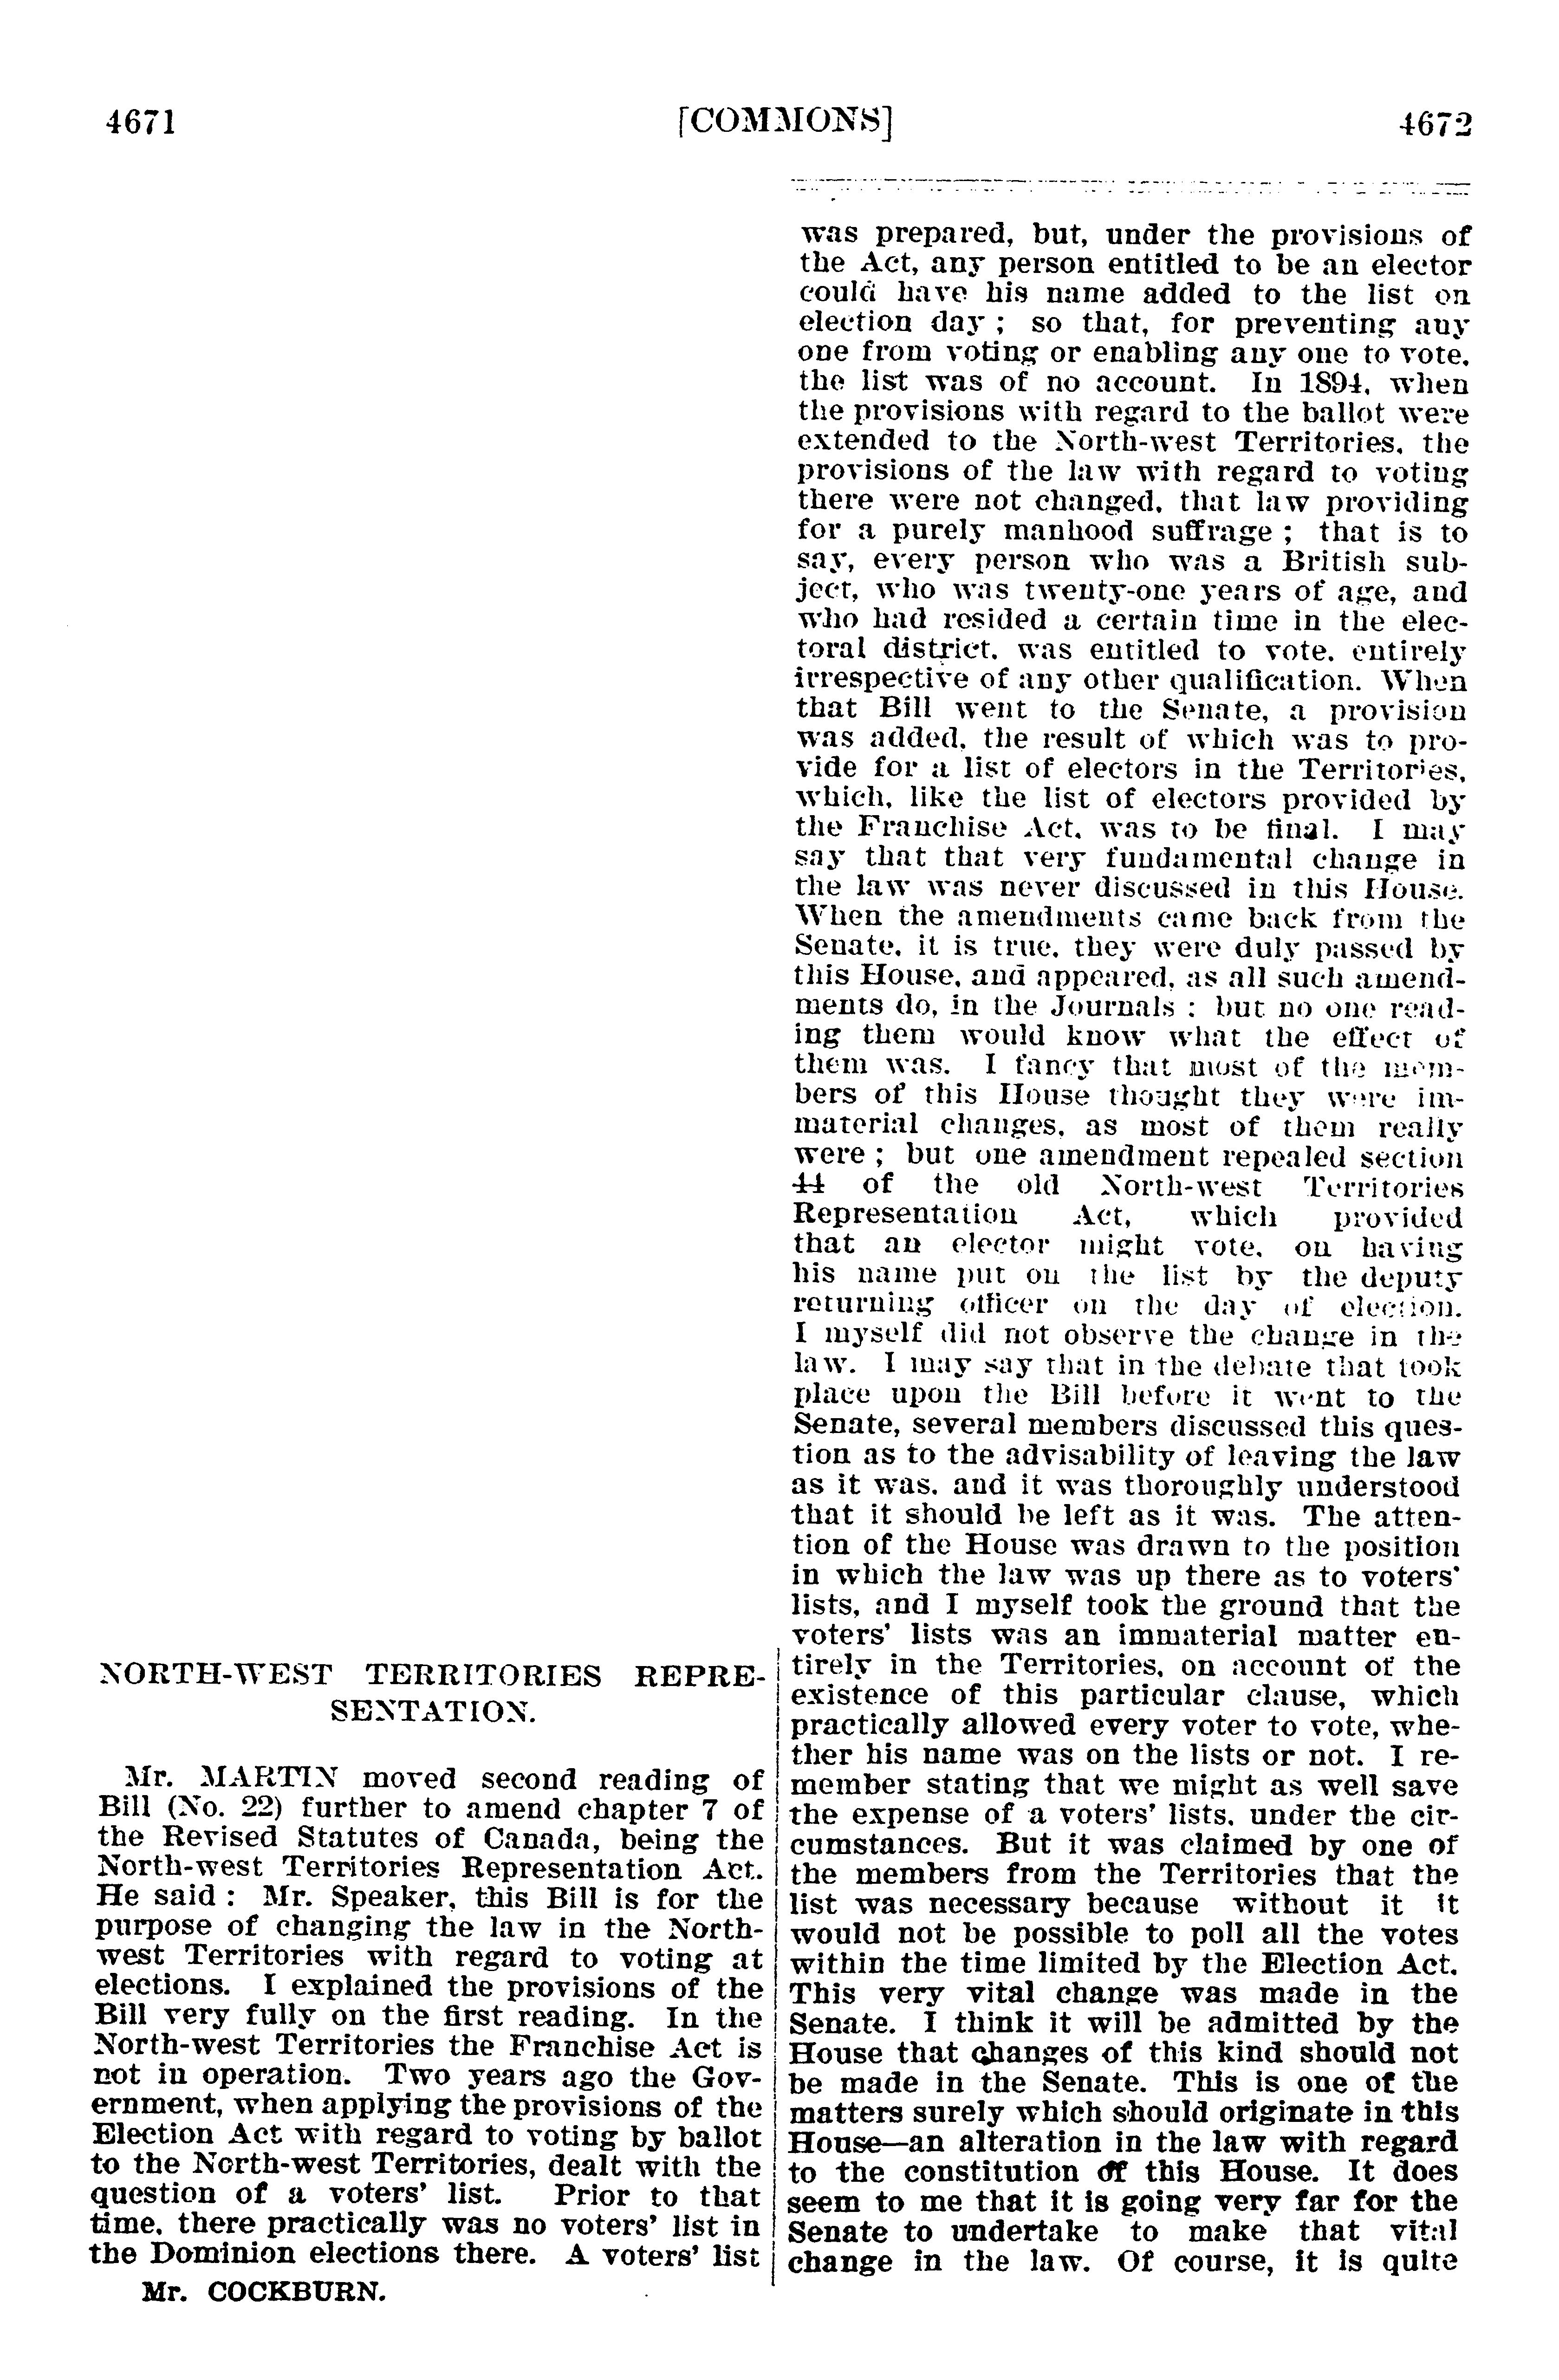 4671 [COMMONS] 4672
NORTH-WEST TERRITORIES REPRE-
SENTATION.
Mr. MARTIN moved second reading of
Bill (No. 22) further to amend chapter 7 of
the Revised Statutes of Canada, being the
North-west Territories Representation Act.
He said : Mr. Speaker, this Bill is for the
purpose of changing the law in the North-
west Territories with regard to voting at
elections. I explained the provisions of the
Bill very fully on the first reading. In the
North-west Territories the Franchise Act is
not in operation. Two years ago the Gov-
ernment, when applying the provisions of the
Election Act with regard to voting by ballot
to the North-west Territories, dealt with the
question of a voters' list. Prior to that
time, there practically was no voters' list in
the Dominion elections there. A voters' list
Mr. COCKBURN.
was prepared, but, under the provisions of
the Act, any person entitled to be an elector
could have his name added to the list on
election day ; so that, for preventing any
one from voting or enabling any one to vote,
the list was of no account. In 1894, when
the provisions with regard to the ballot were
extended to the North-west Territories, the
provisions of the law with regard to voting
there were not changed, that law providing
for a purely manhood suffrage ; that is to
say, every person who was a British sub-
ject, who was twenty-one years of age, and
who had resided a certain time in the elec-
toral district, was entitled to vote, entirely
irrespective of any other qualification. When
that Bill went to the Senate, a provision
was added, the result of which was to pro-
vide for a list of electors in the Territories,
which, like the list of electors provided by
the Franchise Act, was to be final. I may
say that that very fundamental change in
the law was never discussed in this House.
When the amendments came back from the
Senate, it is true, they were duly passed by
this House, and appeared, as all such amend-
ments do, in the Journals : but no one read-
ing them would know what the effect of
them was. I fancy that most of the mem-
bers of this House thought they were im-
material changes, as most of them really
were ; but one amendment repealed section
44 of the old North-west Territories
Representation Act, which provided
that an elector might vote, on having
his name put on the list by the deputy
returning officer on the day of election.
I myself did not observe the change in the
law. I may say that in the debate that took
place upon the Bill before it went to the
Senate, several members discussed this ques-
tion as to the advisability of leaving the law
as it was, and it was thoroughly understood
that it should be left as it was. The atten-
tion of the House was drawn to the position
in which the law was up there as to voters'
lists, and I myself took the ground that the
voters' lists was an immaterial matter en-
tirely in the Territories, on account of the
existence of this particular clause, which
practically allowed every voter to vote, whe-
ther his name was on the lists or not. I re-
member stating that we might as well save
the expense of a voters' lists, under the cir-
cumstances. But it was claimed by one of
the members from the Territories that the
list was necessary because without it it
would not be possible to poll all the votes
within the time limited by the Election Act.
This very vital change was made in the
Senate. I think it will be admitted by the
House that changes of this kind should not
be made in the Senate. This is one of the
matters surely which should originate in this
House—an alteration in the law with regard
to the constitution of this House. It does
seem to me that it is going very far for the
Senate to undertake to make that vital
change in the law. Of course, it is quite